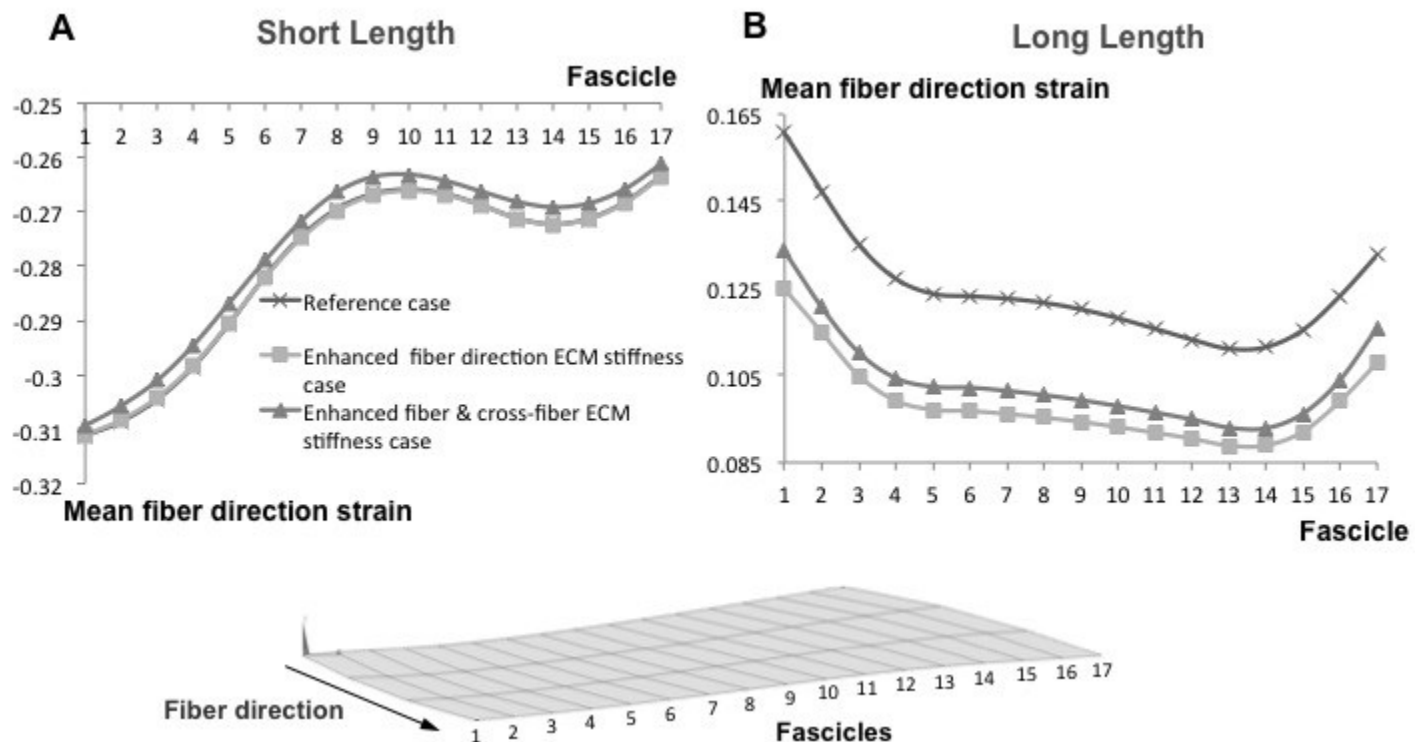 A
Short Length
Fascicle
-0.25
1 2 3 4 5 6 7 8 9 10 11 12 13 14 15 16 17
-0.26
-0.27
-0.28
-0.29
-0.3
-0.31
-0.32
Reference case
Enhanced fiber direction ECM stiffness
case
Enhanced fiber & cross-fiber ECM
stiffness case
Mean fiber direction strain
B
Long Length
Mean fiber direction strain
0.165
0.145
0.125
0.105
0.085
1 2 3 4 5 6 7 8 9 10 11 12 13 14 15 16 17
Fascicle
Fiber direction
1 2 3 4 5 6 7 8 9 10 11 12 13 14 15 16 17
Fascicles